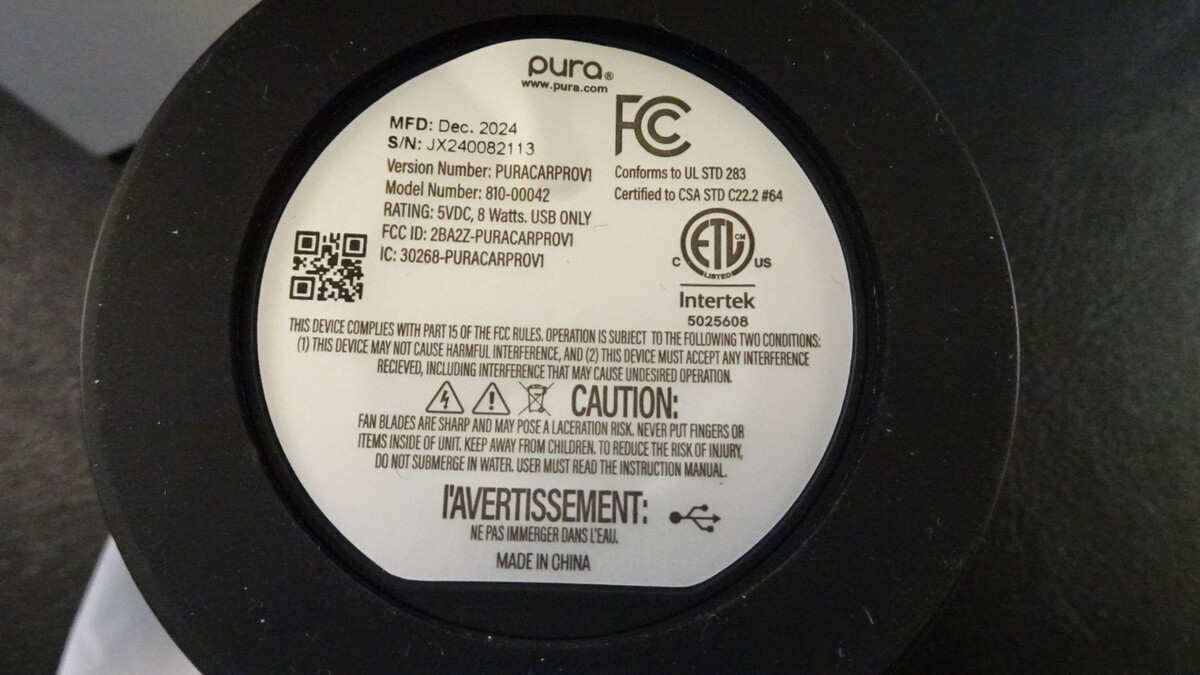 pura®
www.pura.com
MFD: Dec. 2024
S/N: JX240082113
Version Number: PURACARPROV1
Model Number: 810-00042
RATING: 5VDC, 8 Watts. USB ONLY
FCC ID: 2BA2Z-PURACARPROV1
IC: 30268-PURACARPROV1
FC
Conforms to UL STD 283
Certified to CSA STD C22.2 #64
ETL CM
C LISTED US
Intertek
5025608
THIS DEVICE COMPLIES WITH PART 15 OF THE FCC RULES. OPERATION IS SUBJECT TO THE FOLLOWING TWO CONDITIONS:
(1) THIS DEVICE MAY NOT CAUSE HARMFUL INTERFERENCE, AND (2) THIS DEVICE MUST ACCEPT ANY INTERFERENCE
RECIEVED, INCLUDING INTERFERENCE THAT MAY CAUSE UNDESIRED OPERATION.
CAUTION:
FAN BLADES ARE SHARP AND MAY POSE A LACERATION RISK. NEVER PUT FINGERS OR
ITEMS INSIDE OF UNIT. KEEP AWAY FROM CHILDREN. TO REDUCE THE RISK OF INJURY,
DO NOT SUBMERGE IN WATER. USER MUST READ THE INSTRUCTION MANUAL.
l'AVERTISSEMENT:
NE PAS IMMERGER DANS L'EAU.
MADE IN CHINA